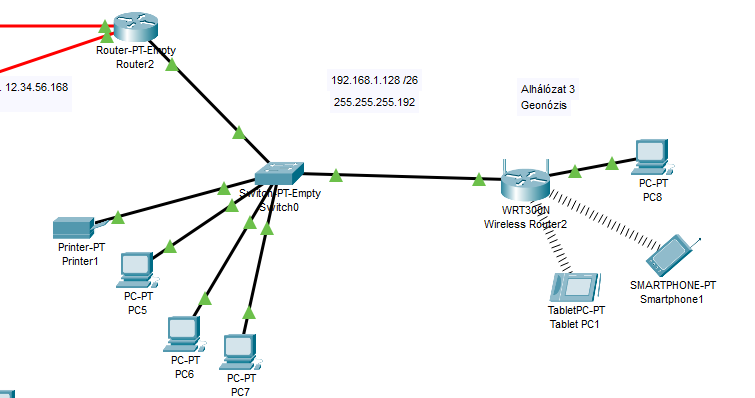 Router-PT-Empty
Router2
. 12.34.56.168
192.168.1.128 /26
255.255.255.192
Alhálózat 3
Geonózis
PC-PT
PC8
Switch-PT-Empty
Switch0
WRT300N
Wireless Router2
Printer-PT
Printer1
SMARTPHONE-PT
Smartphone1
PC-PT
PC5
TabletPC-PT
Tablet PC1
PC-PT
PC6
PC-PT
PC7